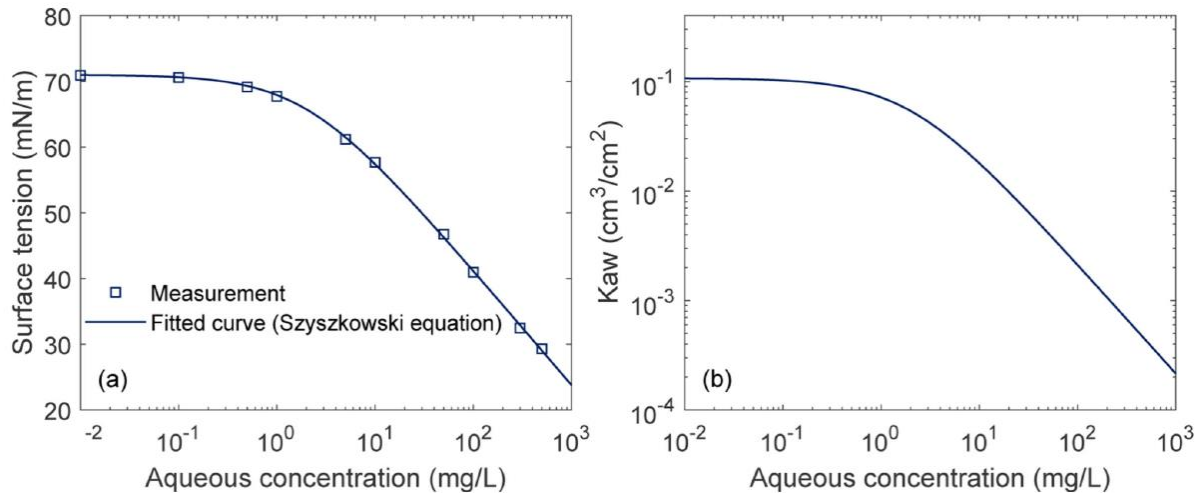 80
70
60
50
40
30
20
Surface tension (mN/m)
Measurement
Fitted curve (Szyszkowski equation)
(a)
-2 10^-1 10^0 10^1 10^2 10^3
Aqueous concentration (mg/L)
10^-1
10^-2
10^-3
10^-4
Kaw (cm^3/cm^2)
(b)
10^-2 10^-1 10^0 10^1 10^2 10^3
Aqueous concentration (mg/L)